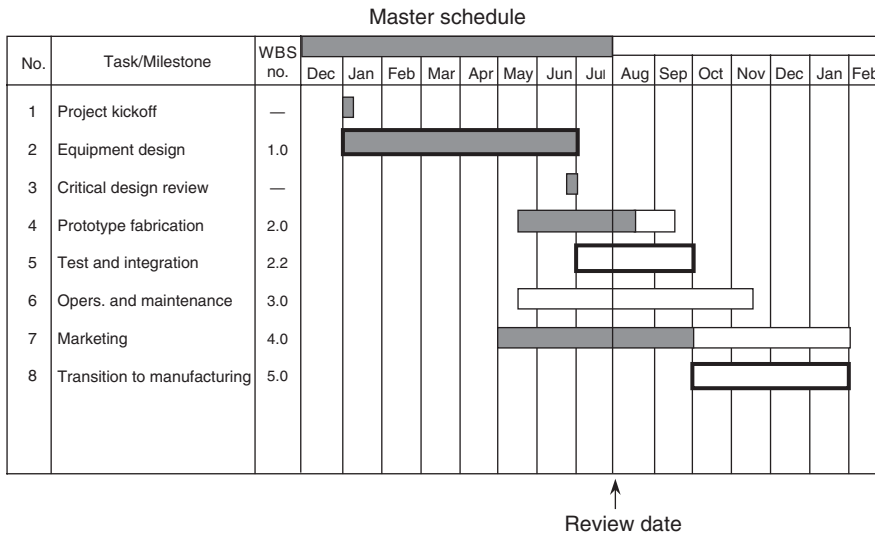 Master schedule
No. Task/Milestone WBS no. Dec Jan Feb Mar Apr May Jun Jul Aug Sep Oct Nov Dec Jan Feb
1 Project kickoff —
2 Equipment design 1.0
3 Critical design review —
4 Prototype fabrication 2.0
5 Test and integration 2.2
6 Opers. and maintenance 3.0
7 Marketing 4.0
8 Transition to manufacturing 5.0
Review date